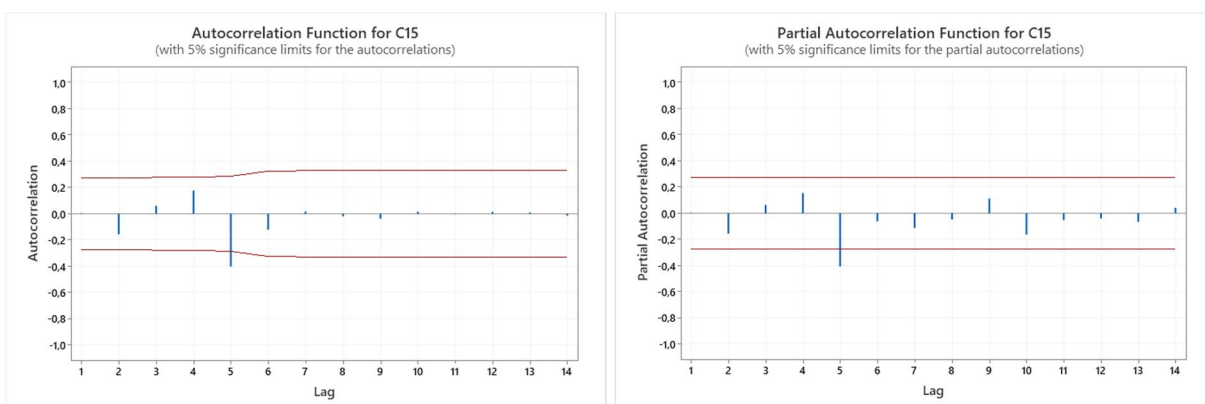 Autocorrelation Function for C15
(with 5% significance limits for the autocorrelations)
Autocorrelation
1,0
0,8
0,6
0,4
0,2
0,0
-0,2
-0,4
-0,6
-0,8
-1,0
1 2 3 4 5 6 7 8 9 10 11 12 13 14
Lag
Partial Autocorrelation Function for C15
(with 5% significance limits for the partial autocorrelations)
Partial Autocorrelation
1,0
0,8
0,6
0,4
0,2
0,0
-0,2
-0,4
-0,6
-0,8
-1,0
1 2 3 4 5 6 7 8 9 10 11 12 13 14
Lag